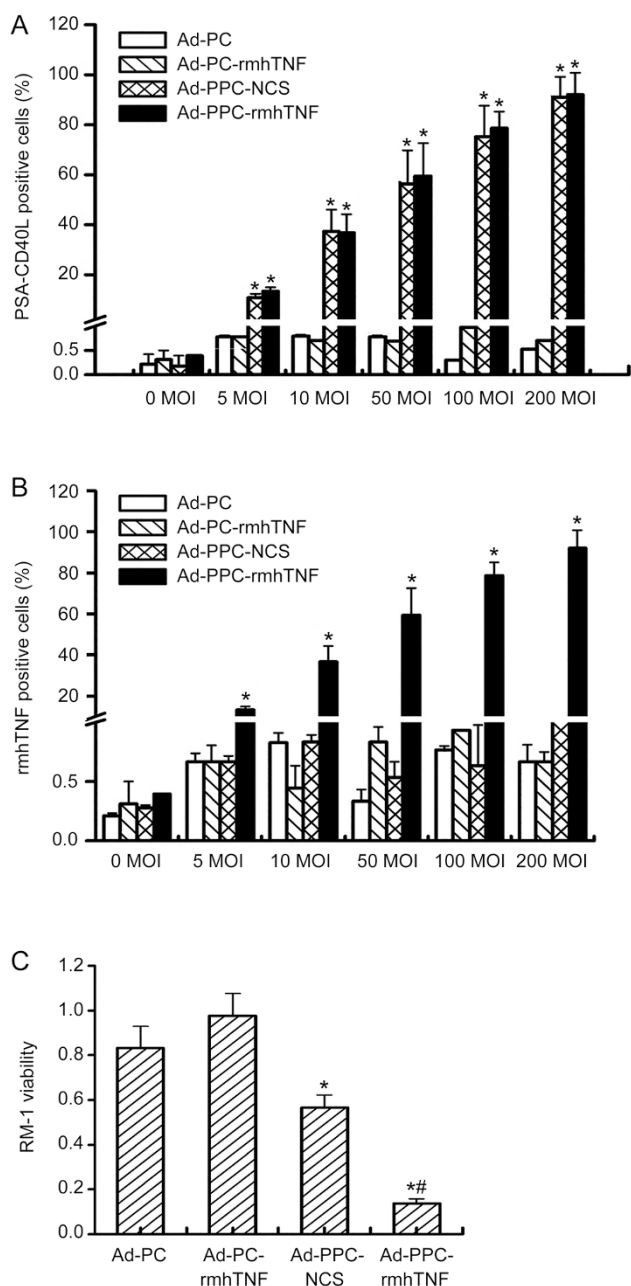 A
Ad-PC
Ad-PC-rmhTNF
Ad-PPC-NCS
Ad-PPC-rmhTNF
PSA-CD40L positive cells (%)
120
100
80
60
40
20
0.5
0.0
* * * * * * * * * *
0 MOI 5 MOI 10 MOI 50 MOI 100 MOI 200 MOI
B
Ad-PC
Ad-PC-rmhTNF
Ad-PPC-NCS
Ad-PPC-rmhTNF
rmhTNF positive cells (%)
120
100
80
60
40
20
0.5
0.0
* * * * *
0 MOI 5 MOI 10 MOI 50 MOI 100 MOI 200 MOI
C
RM-1 viability
1.2
1.0
0.8
0.6
0.4
0.2
0.0
*
*#
Ad-PC Ad-PC- Ad-PPC- Ad-PPC-
rmhTNF NCS rmhTNF